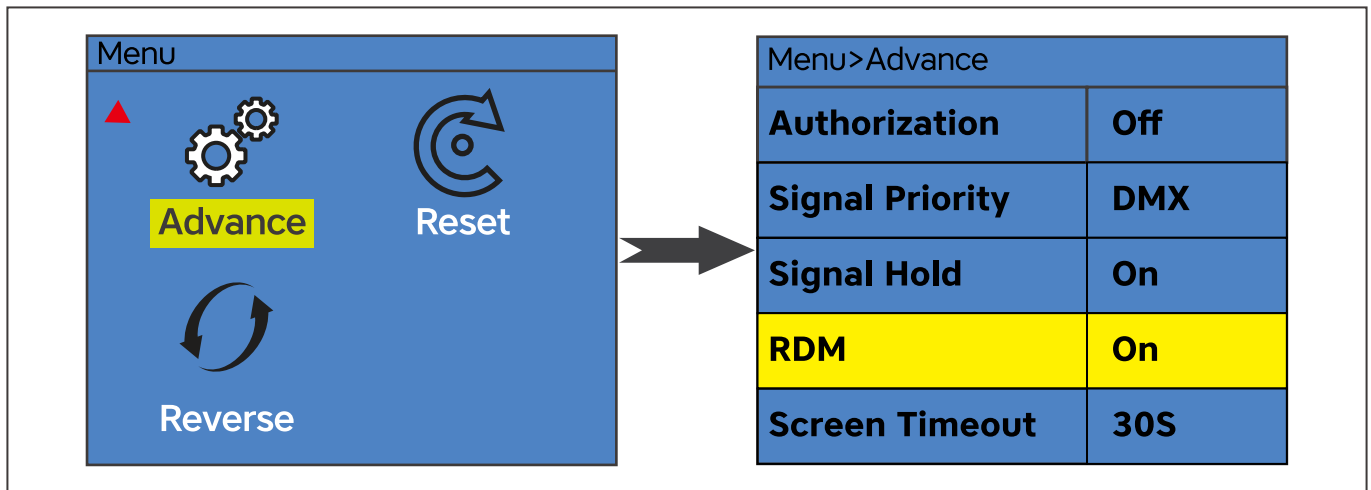 Menu
Advance
Reset
Reverse
Menu>Advance
Authorization Off
Signal Priority DMX
Signal Hold On
RDM On
Screen Timeout 30S